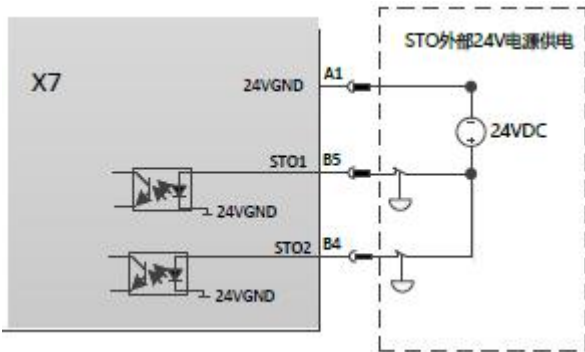 STO外部24V电源供电
X7
24VGND
A1
24VDC
STO1
B5
24VGND
STO2
B4
24VGND